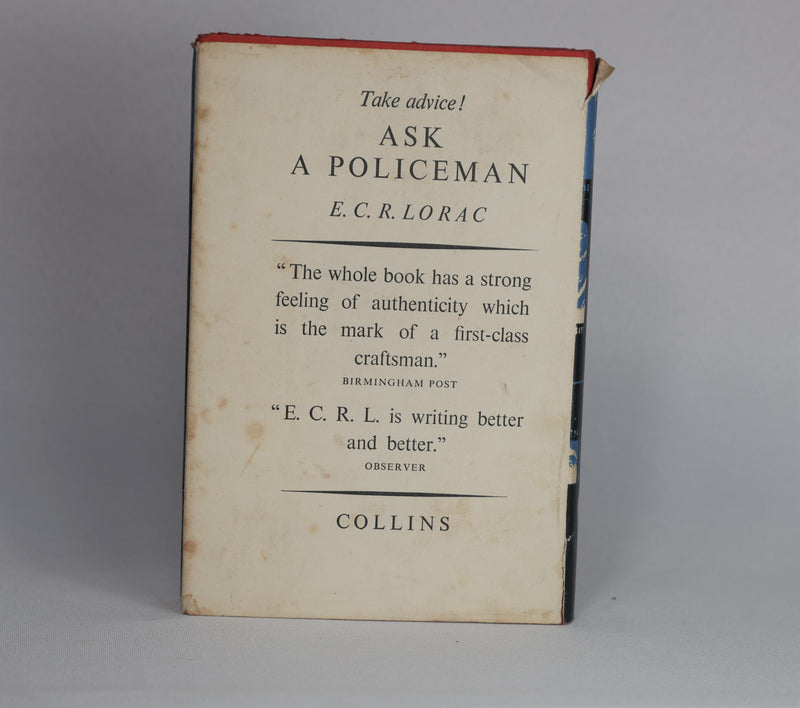 Take advice!
ASK
A POLICEMAN
E. C. R. LORAC
“The whole book has a strong
feeling of authenticity which
is the mark of a first-class
craftsman.”
BIRMINGHAM POST
“E. C. R. L. is writing better
and better.”
OBSERVER
COLLINS